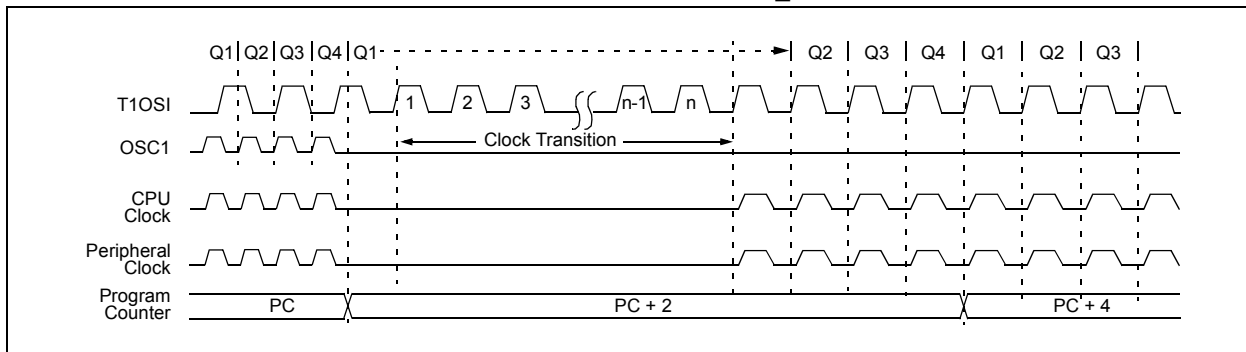 Q1 Q2 Q3 Q4 Q1 Q2 Q3 Q4 Q1 Q2 Q3
T1OSI
1 2 3 n-1 n
Clock Transition
OSC1
CPU
Clock
Peripheral
Clock
Program
Counter
PC PC + 2 PC + 4